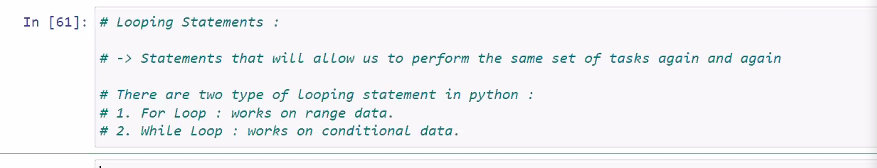 In [61]: # Looping Statements :
# -> Statements that will allow us to perform the same set of tasks again and again
# There are two type of Looping statement in python :
# 1. For Loop : works on range data.
# 2. While Loop : works on conditional data.